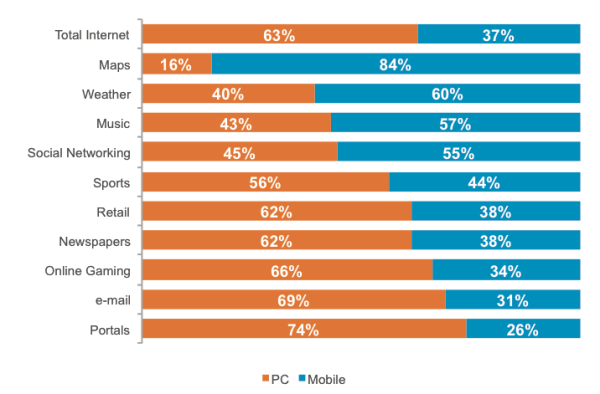 Total Internet 63% 37%
Maps 16% 84%
Weather 40% 60%
Music 43% 57%
Social Networking 45% 55%
Sports 56% 44%
Retail 62% 38%
Newspapers 62% 38%
Online Gaming 66% 34%
e-mail 69% 31%
Portals 74% 26%
PC Mobile